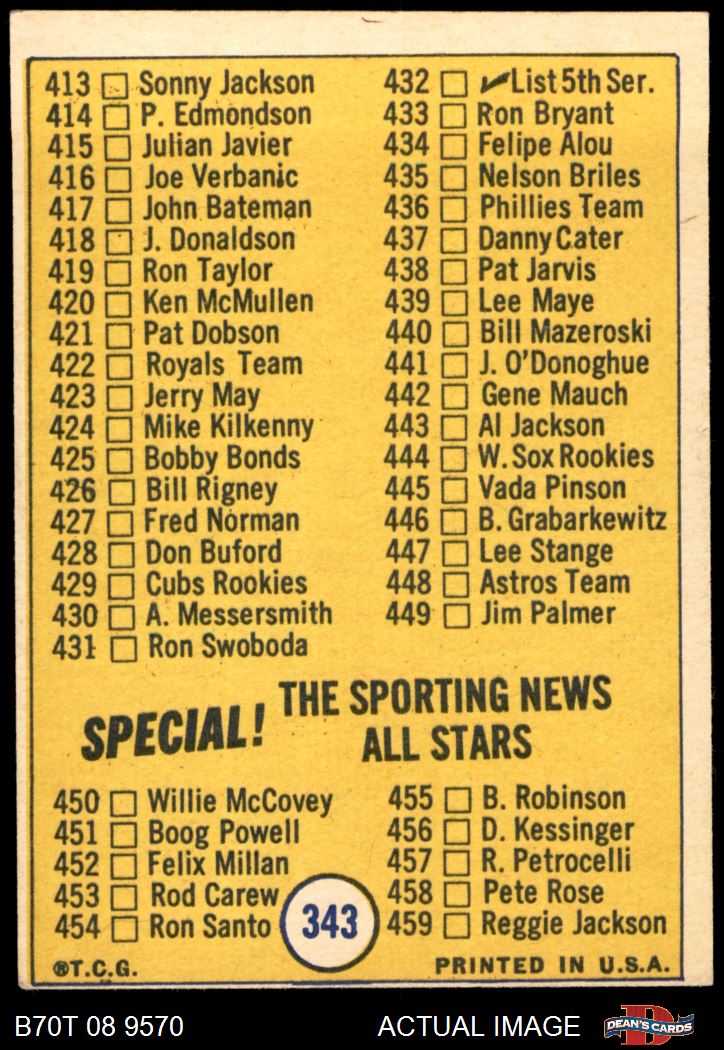 413 □ Sonny Jackson
414 □ P. Edmondson
415 □ Julian Javier
416 □ Joe Verbanic
417 □ John Bateman
418 □ J. Donaldson
419 □ Ron Taylor
420 □ Ken McMullen
421 □ Pat Dobson
422 □ Royals Team
423 □ Jerry May
424 □ Mike Kilkenny
425 □ Bobby Bonds
426 □ Bill Rigney
427 □ Fred Norman
428 □ Don Buford
429 □ Cubs Rookies
430 □ A. Messersmith
431 □ Ron Swoboda
432 □ ✓List 5th Ser.
433 □ Ron Bryant
434 □ Felipe Alou
435 □ Nelson Briles
436 □ Phillies Team
437 □ Danny Cater
438 □ Pat Jarvis
439 □ Lee Maye
440 □ Bill Mazeroski
441 □ J. O'Donoghue
442 □ Gene Mauch
443 □ Al Jackson
444 □ W. Sox Rookies
445 □ Vada Pinson
446 □ B. Grabarkewitz
447 □ Lee Stange
448 □ Astros Team
449 □ Jim Palmer
SPECIAL! THE SPORTING NEWS
ALL STARS
450 □ Willie McCovey
451 □ Boog Powell
452 □ Felix Millan
453 □ Rod Carew
454 □ Ron Santo
455 □ B. Robinson
456 □ D. Kessinger
457 □ R. Petrocelli
458 □ Pete Rose
459 □ Reggie Jackson
343
®T.C.G.
PRINTED IN U.S.A.
B70T 08 9570
ACTUAL IMAGE
DEAN'S CARDS